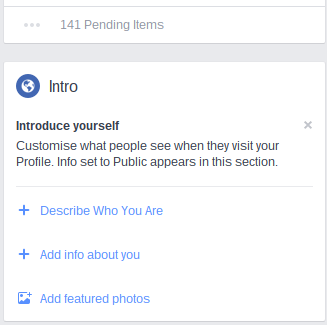 141 Pending Items
Intro
Introduce yourself
Customise what people see when they visit your
Profile. Info set to Public appears in this section.
Describe Who You Are
Add info about you
Add featured photos